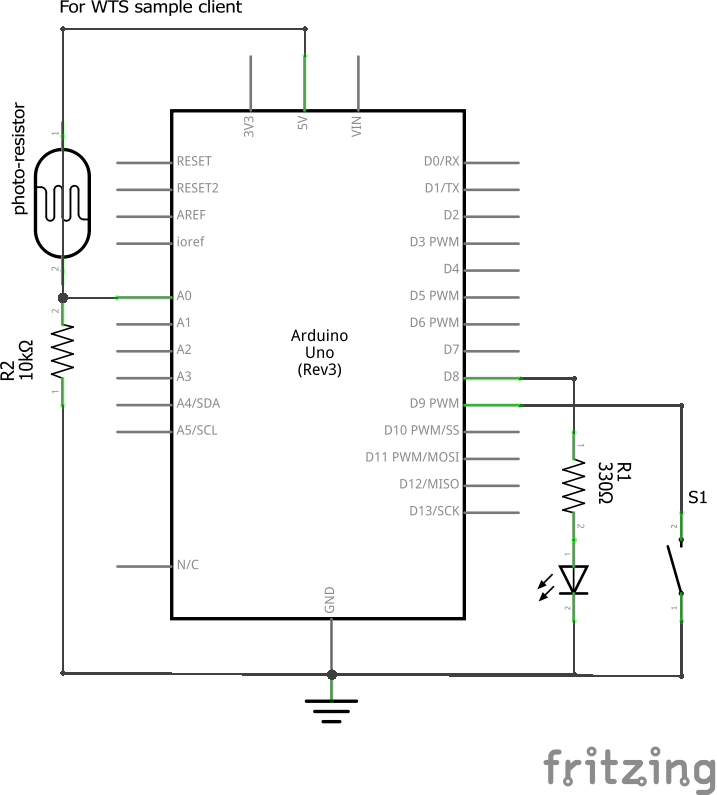 For WTS sample client
3V3
5V
VIN
photo-resistor
1
2
RESET
RESET2
AREF
ioref
A0
A1
A2
A3
A4/SDA
A5/SCL
N/C
R2
10kΩ
2
1
Arduino
Uno
(Rev3)
GND
D0/RX
D1/TX
D2
D3 PWM
D4
D5 PWM
D6 PWM
D7
D8
D9 PWM
D10 PWM/SS
D11 PWM/MOSI
D12/MISO
D13/SCK
R1
330Ω
1
2
1
2
S1
2
1
fritzing